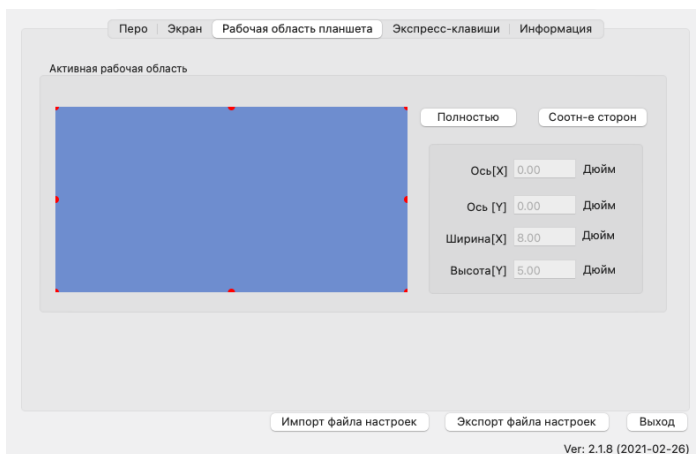 Перо Экран Рабочая область планшета Экспресс-клавиши Информация
Активная рабочая область
Полностью Соотн-е сторон
Ось[X] 0.00 Дюйм
Ось [Y] 0.00 Дюйм
Ширина[X] 8.00 Дюйм
Высота[Y] 5.00 Дюйм
Импорт файла настроек Экспорт файла настроек Выход
Ver: 2.1.8 (2021-02-26)